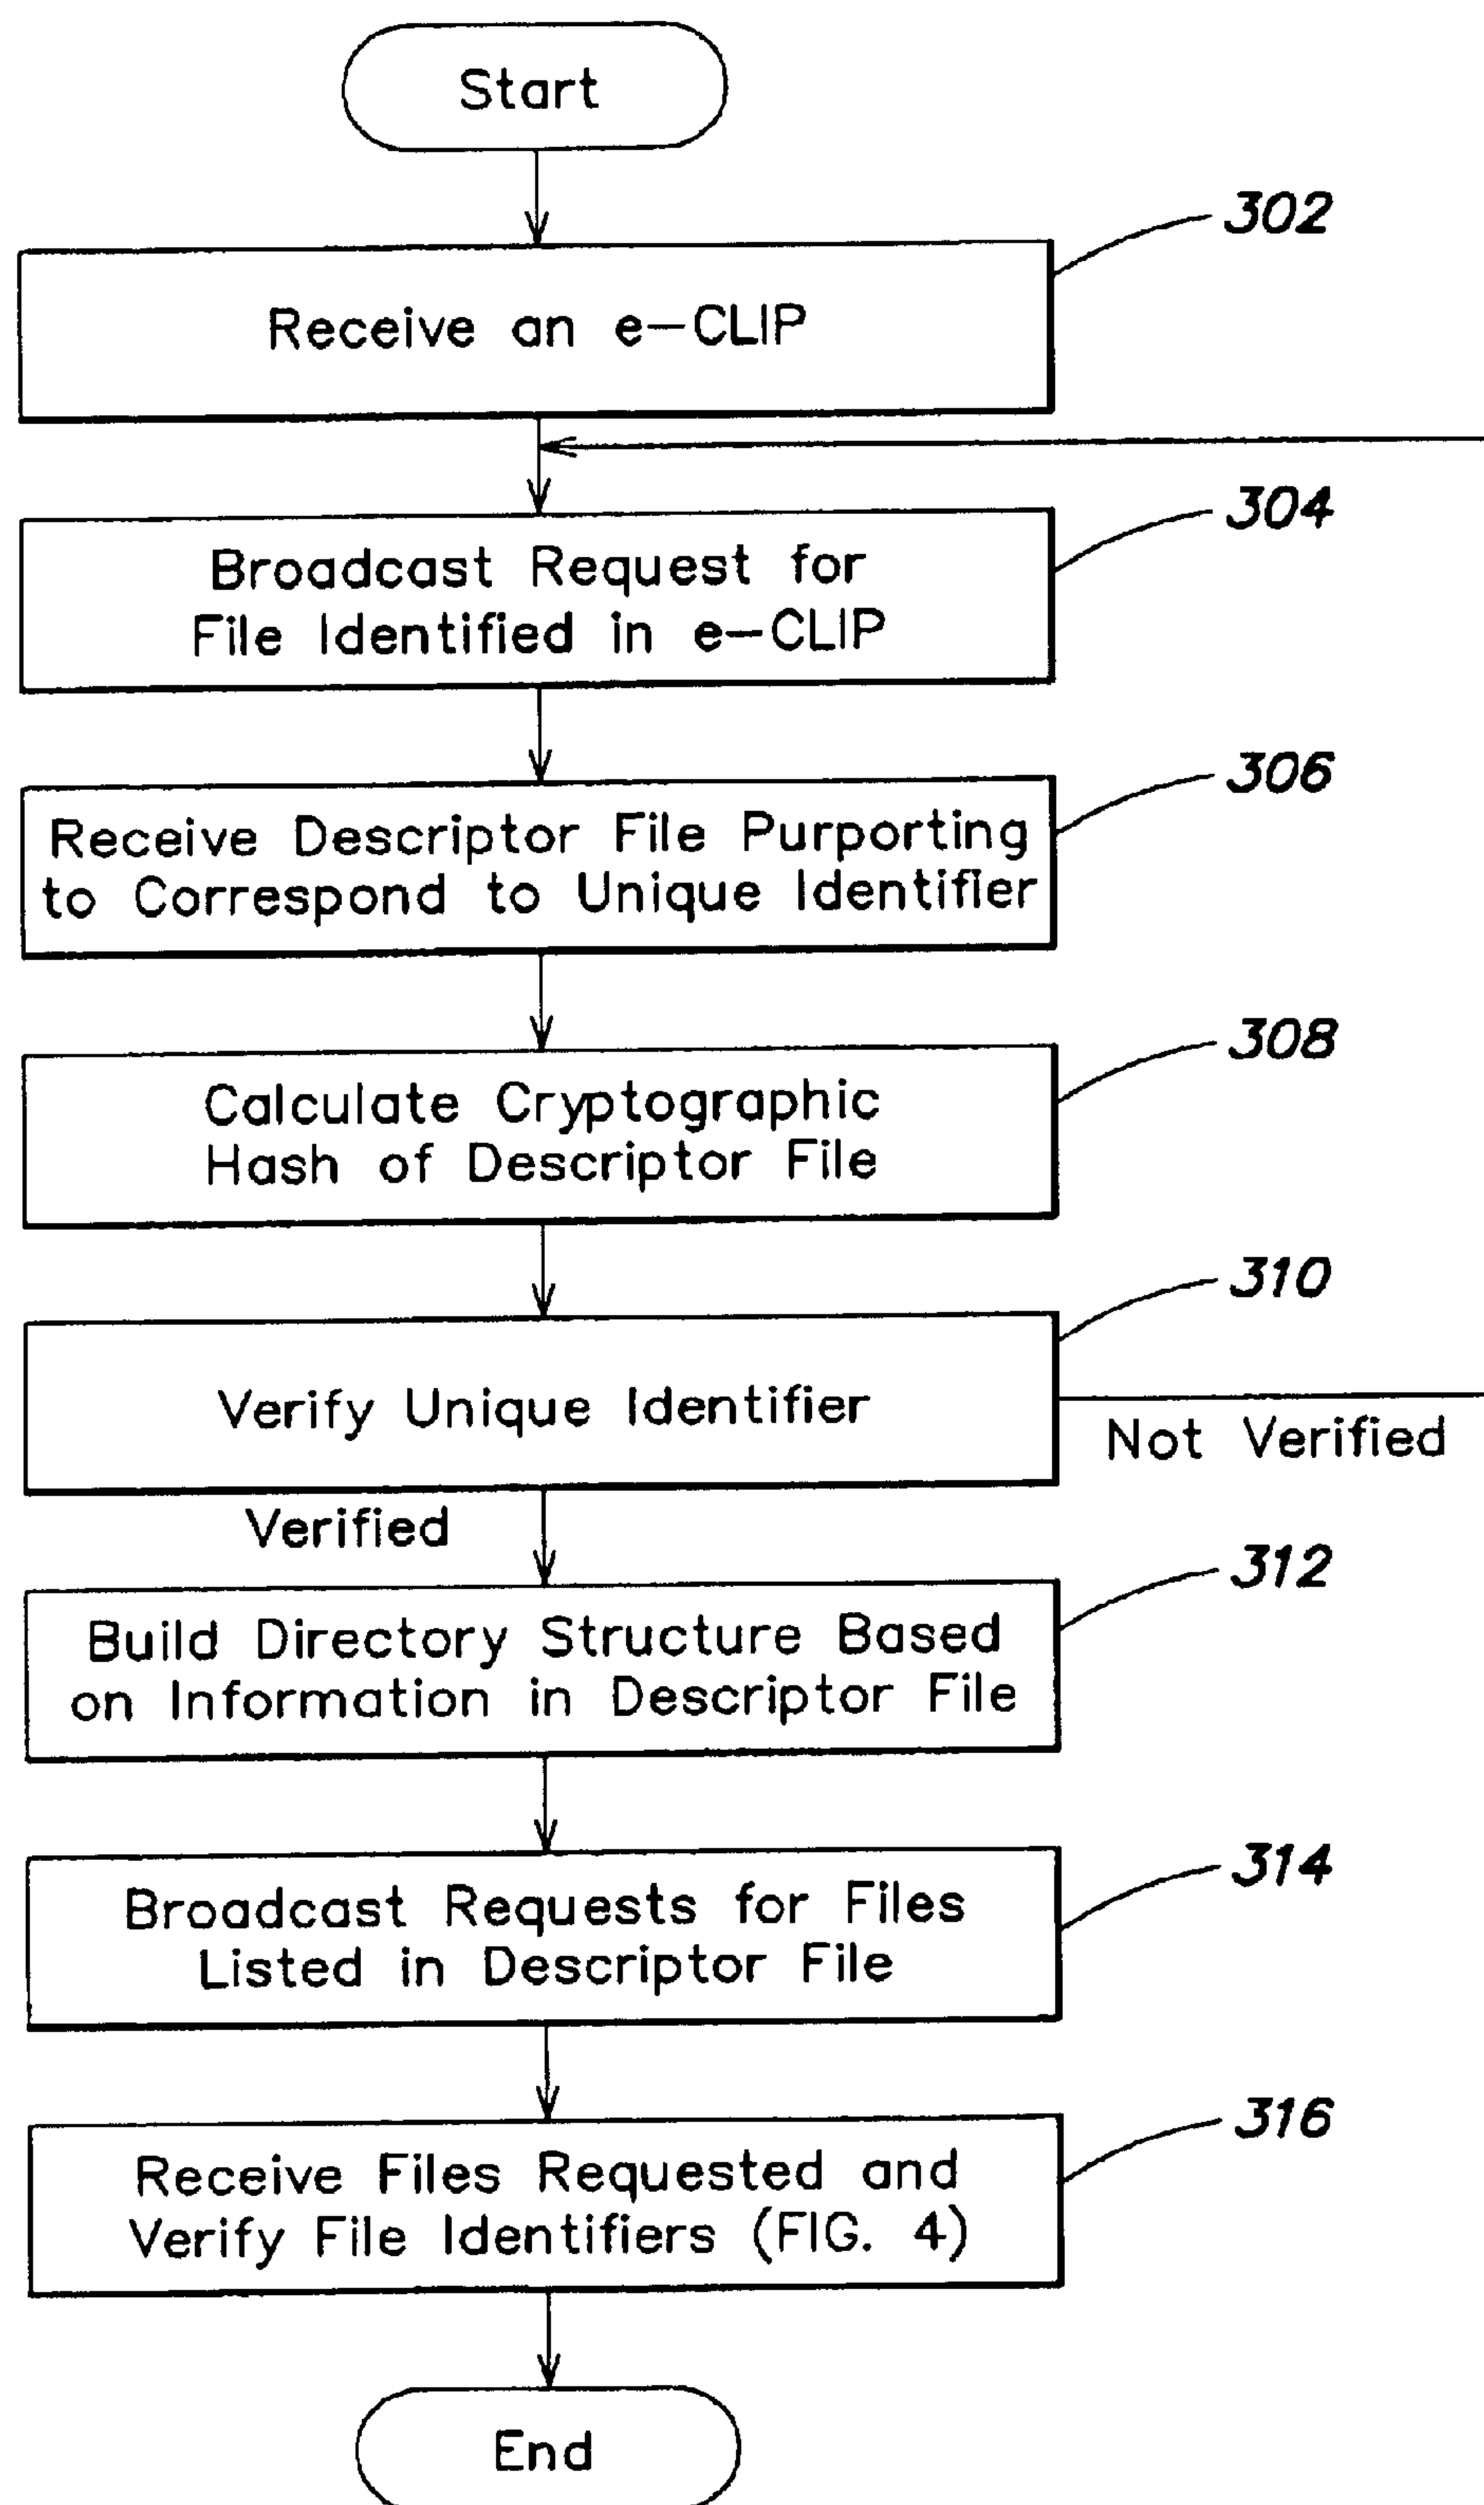 Start
302
Receive an e-CLIP
304
Broadcast Request for
File Identified in e-CLIP
306
Receive Descriptor File Purporting
to Correspond to Unique Identifier
308
Calculate Cryptographic
Hash of Descriptor File
310
Verify Unique Identifier
Not Verified
Verified
312
Build Directory Structure Based
on Information in Descriptor File
314
Broadcast Requests for Files
Listed in Descriptor File
316
Receive Files Requested and
Verify File Identifiers (FIG. 4)
End